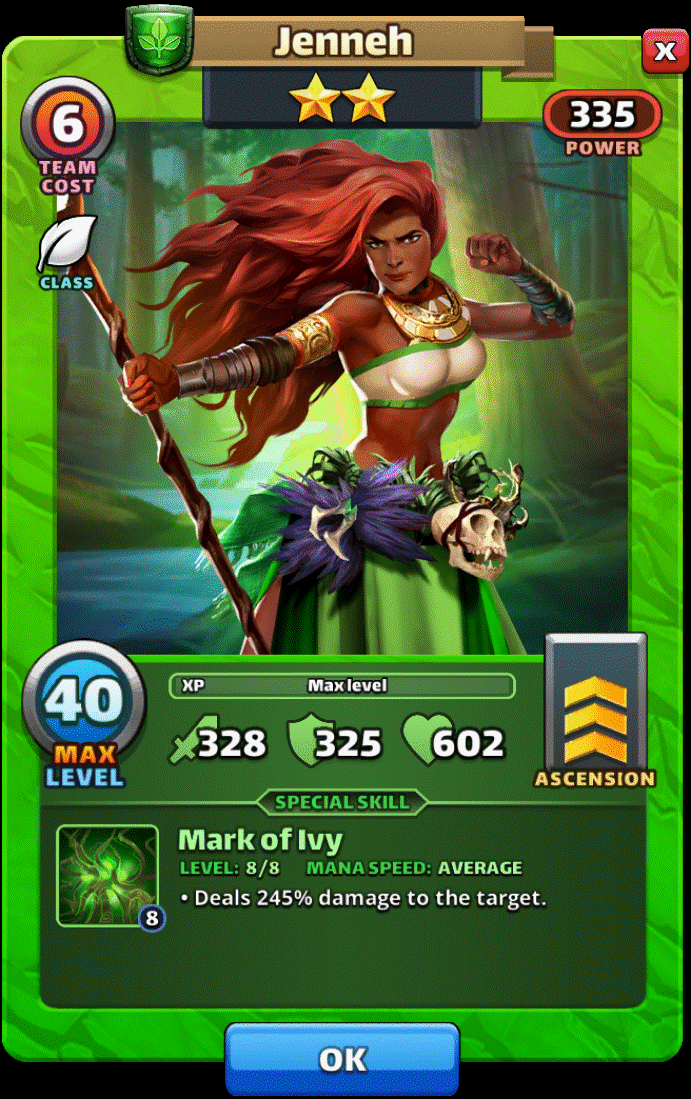 Jenneh
X
6
TEAM
COST
335
POWER
CLASS
40
MAX
LEVEL
XP Max level
328 325 602
ASCENSION
SPECIAL SKILL
Mark of Ivy
LEVEL: 8/8 MANA SPEED: AVERAGE
• Deals 245% damage to the target.
8
OK